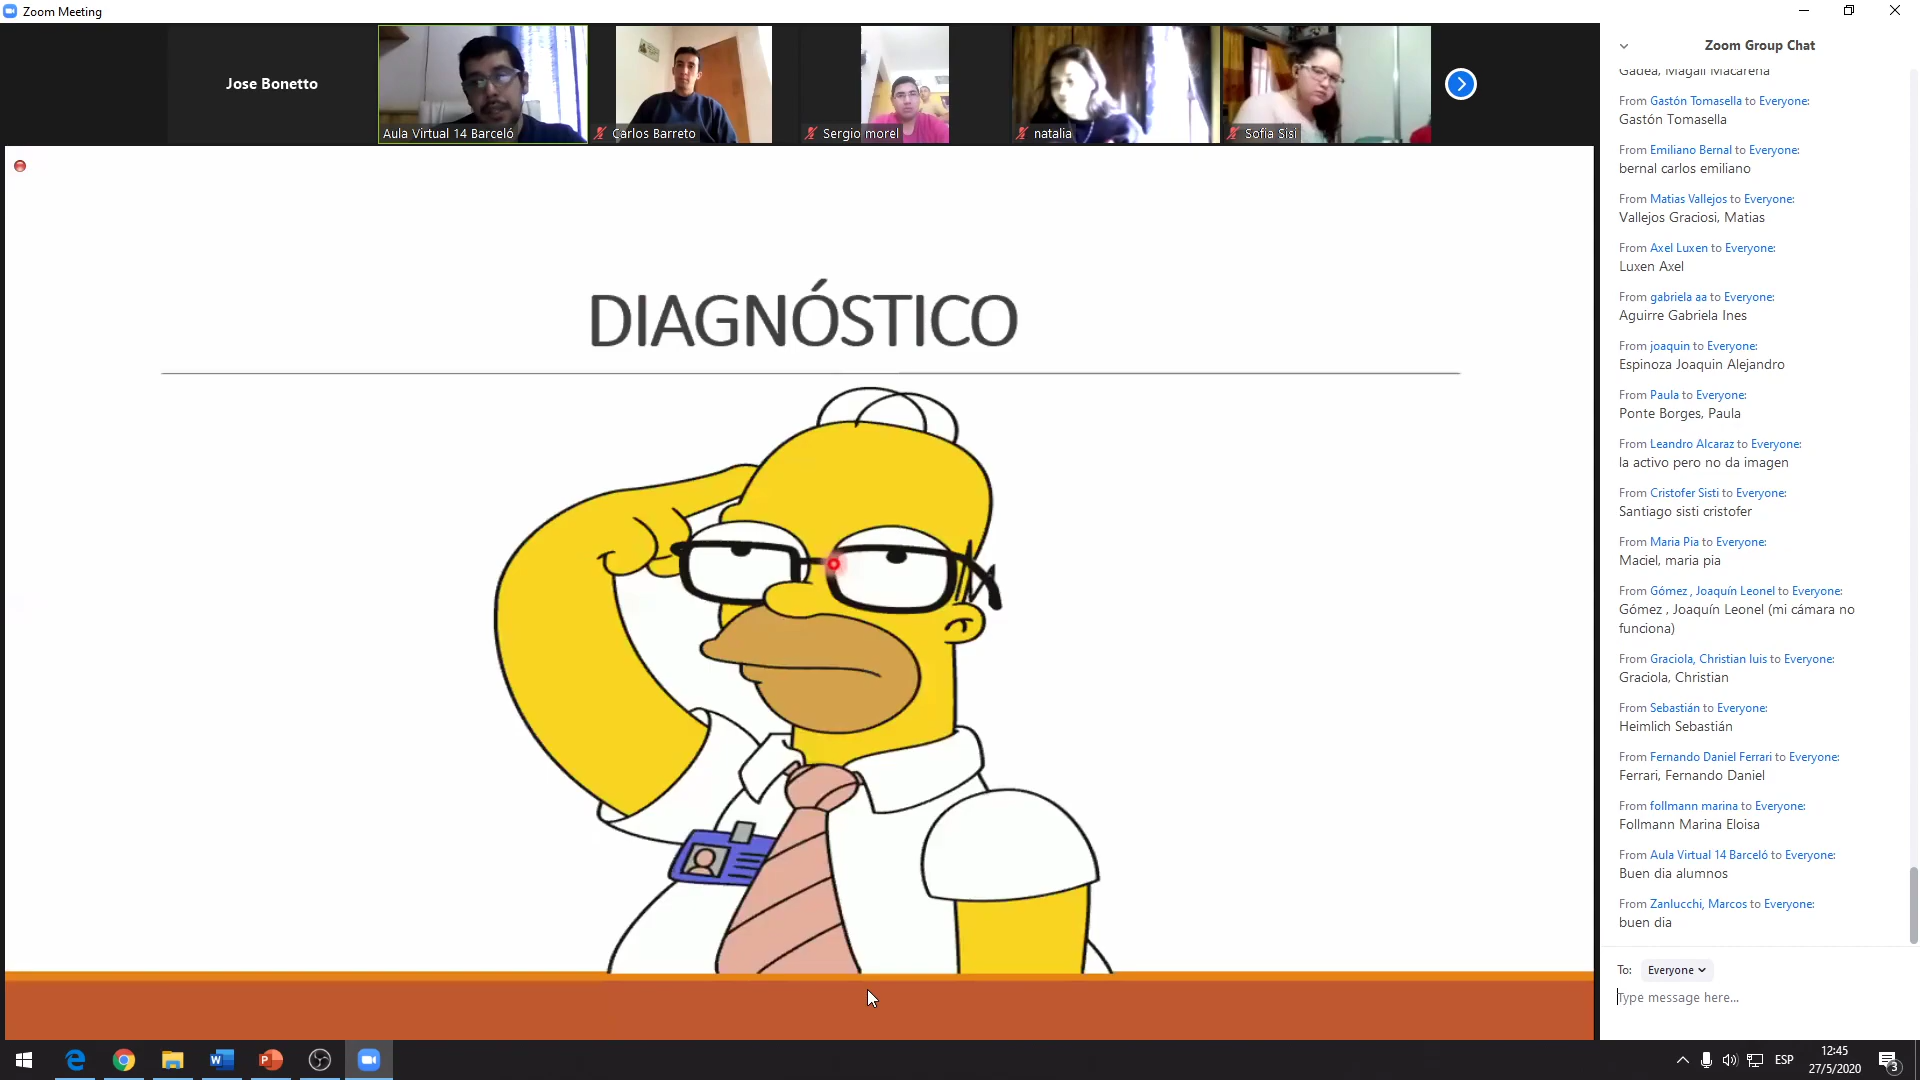 Zoom Meeting
Jose Bonetto
Aula Virtual 14 Barceló
Carlos Barreto
Sergio morel
natalia
Sofia Sisi
DIAGNÓSTICO
Zoom Group Chat
Gadea, Magali Macarena
From Gastón Tomasella to Everyone:
Gastón Tomasella
From Emiliano Bernal to Everyone:
bernal carlos emiliano
From Matias Vallejos to Everyone:
Vallejos Graciosi, Matias
From Axel Luxen to Everyone:
Luxen Axel
From gabriela aa to Everyone:
Aguirre Gabriela Ines
From joaquin to Everyone:
Espinoza Joaquin Alejandro
From Paula to Everyone:
Ponte Borges, Paula
From Leandro Alcaraz to Everyone:
la activo pero no da imagen
From Cristofer Sisti to Everyone:
Santiago sisti cristofer
From Maria Pia to Everyone:
Maciel, maria pia
From Gómez , Joaquín Leonel to Everyone:
Gómez , Joaquín Leonel (mi cámara no
funciona)
From Graciola, Christian luis to Everyone:
Graciola, Christian
From Sebastián to Everyone:
Heimlich Sebastián
From Fernando Daniel Ferrari to Everyone:
Ferrari, Fernando Daniel
From follmann marina to Everyone:
Follmann Marina Eloisa
From Aula Virtual 14 Barceló to Everyone:
Buen dia alumnos
From Zanlucchi, Marcos to Everyone:
buen dia
To: Everyone
Type message here...
ESP
12:45
27/5/2020
3